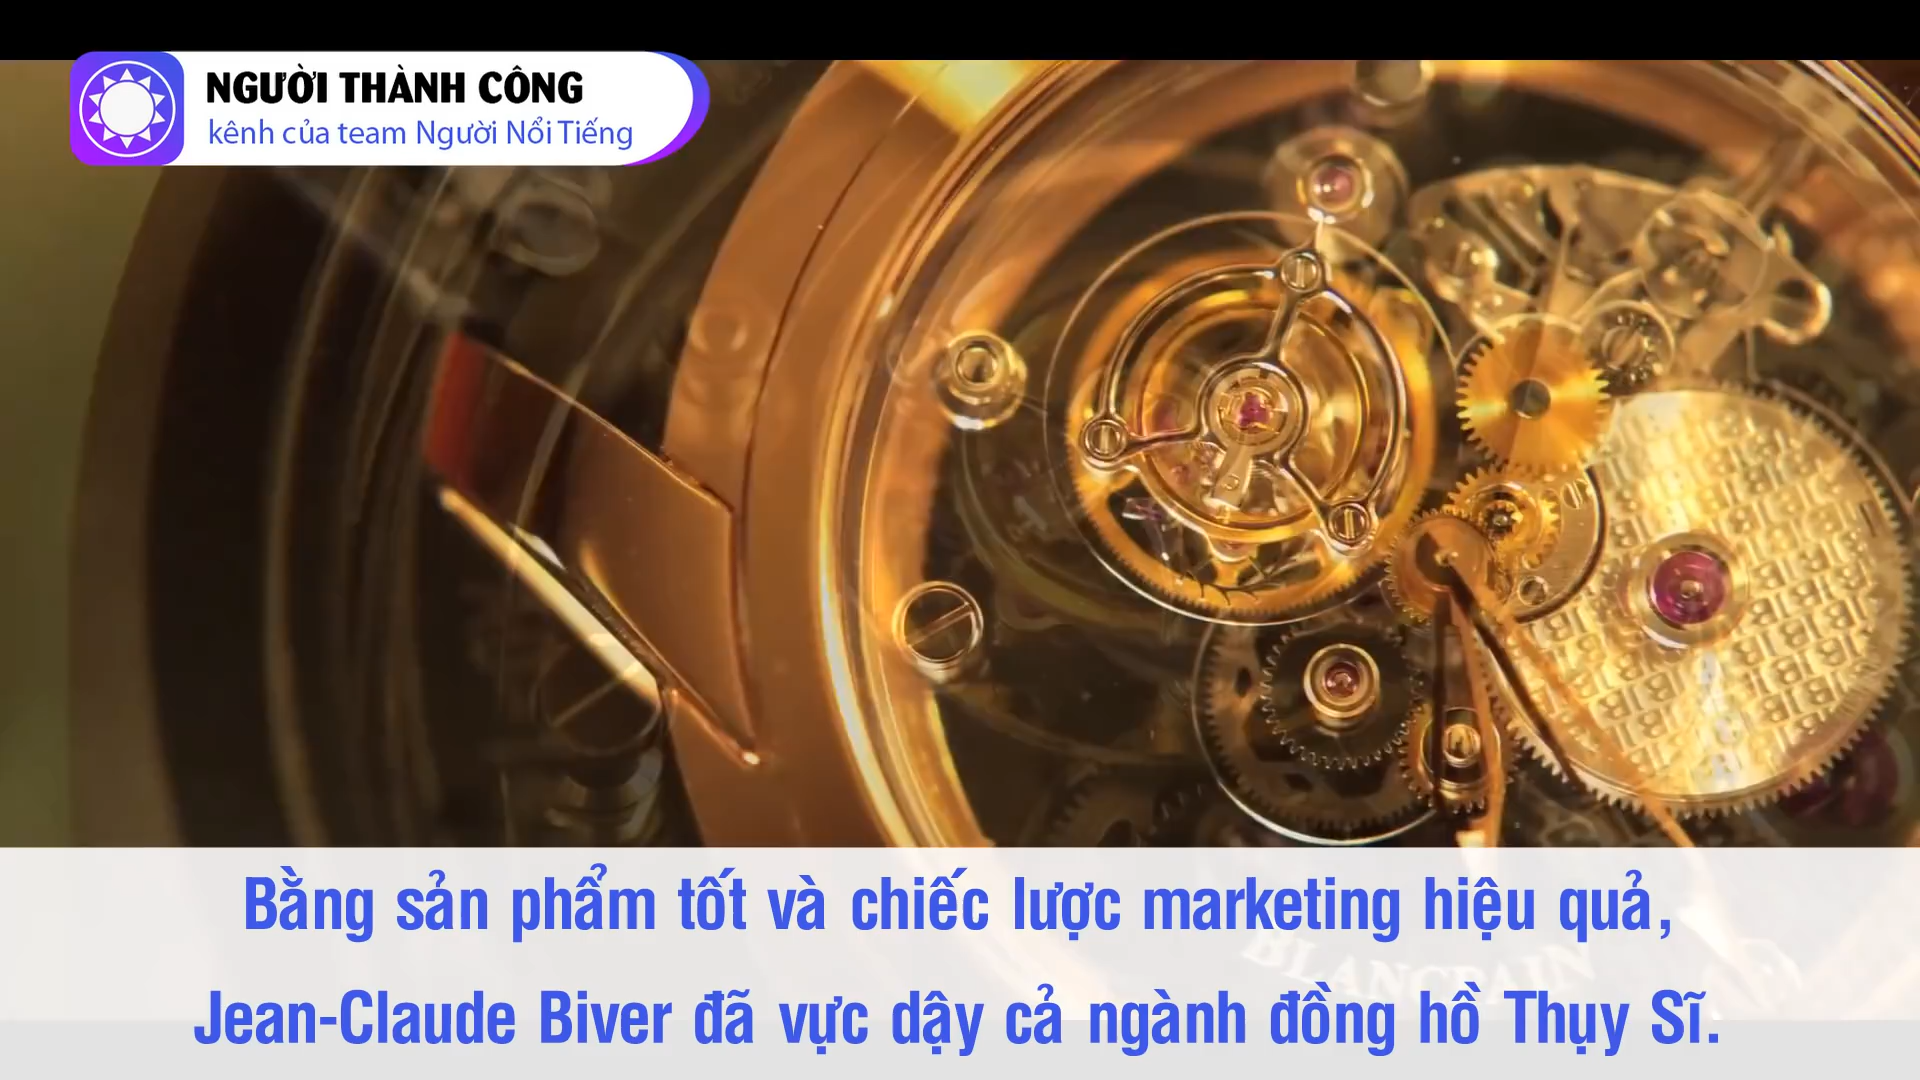 NGƯỜI THÀNH CÔNG
kênh của team Người Nổi Tiếng
Bằng sản phẩm tốt và chiếc lược marketing hiệu quả,
BLANCPAIN
Jean-Claude Biver đã vực dậy cả ngành đồng hồ Thụy Sĩ.